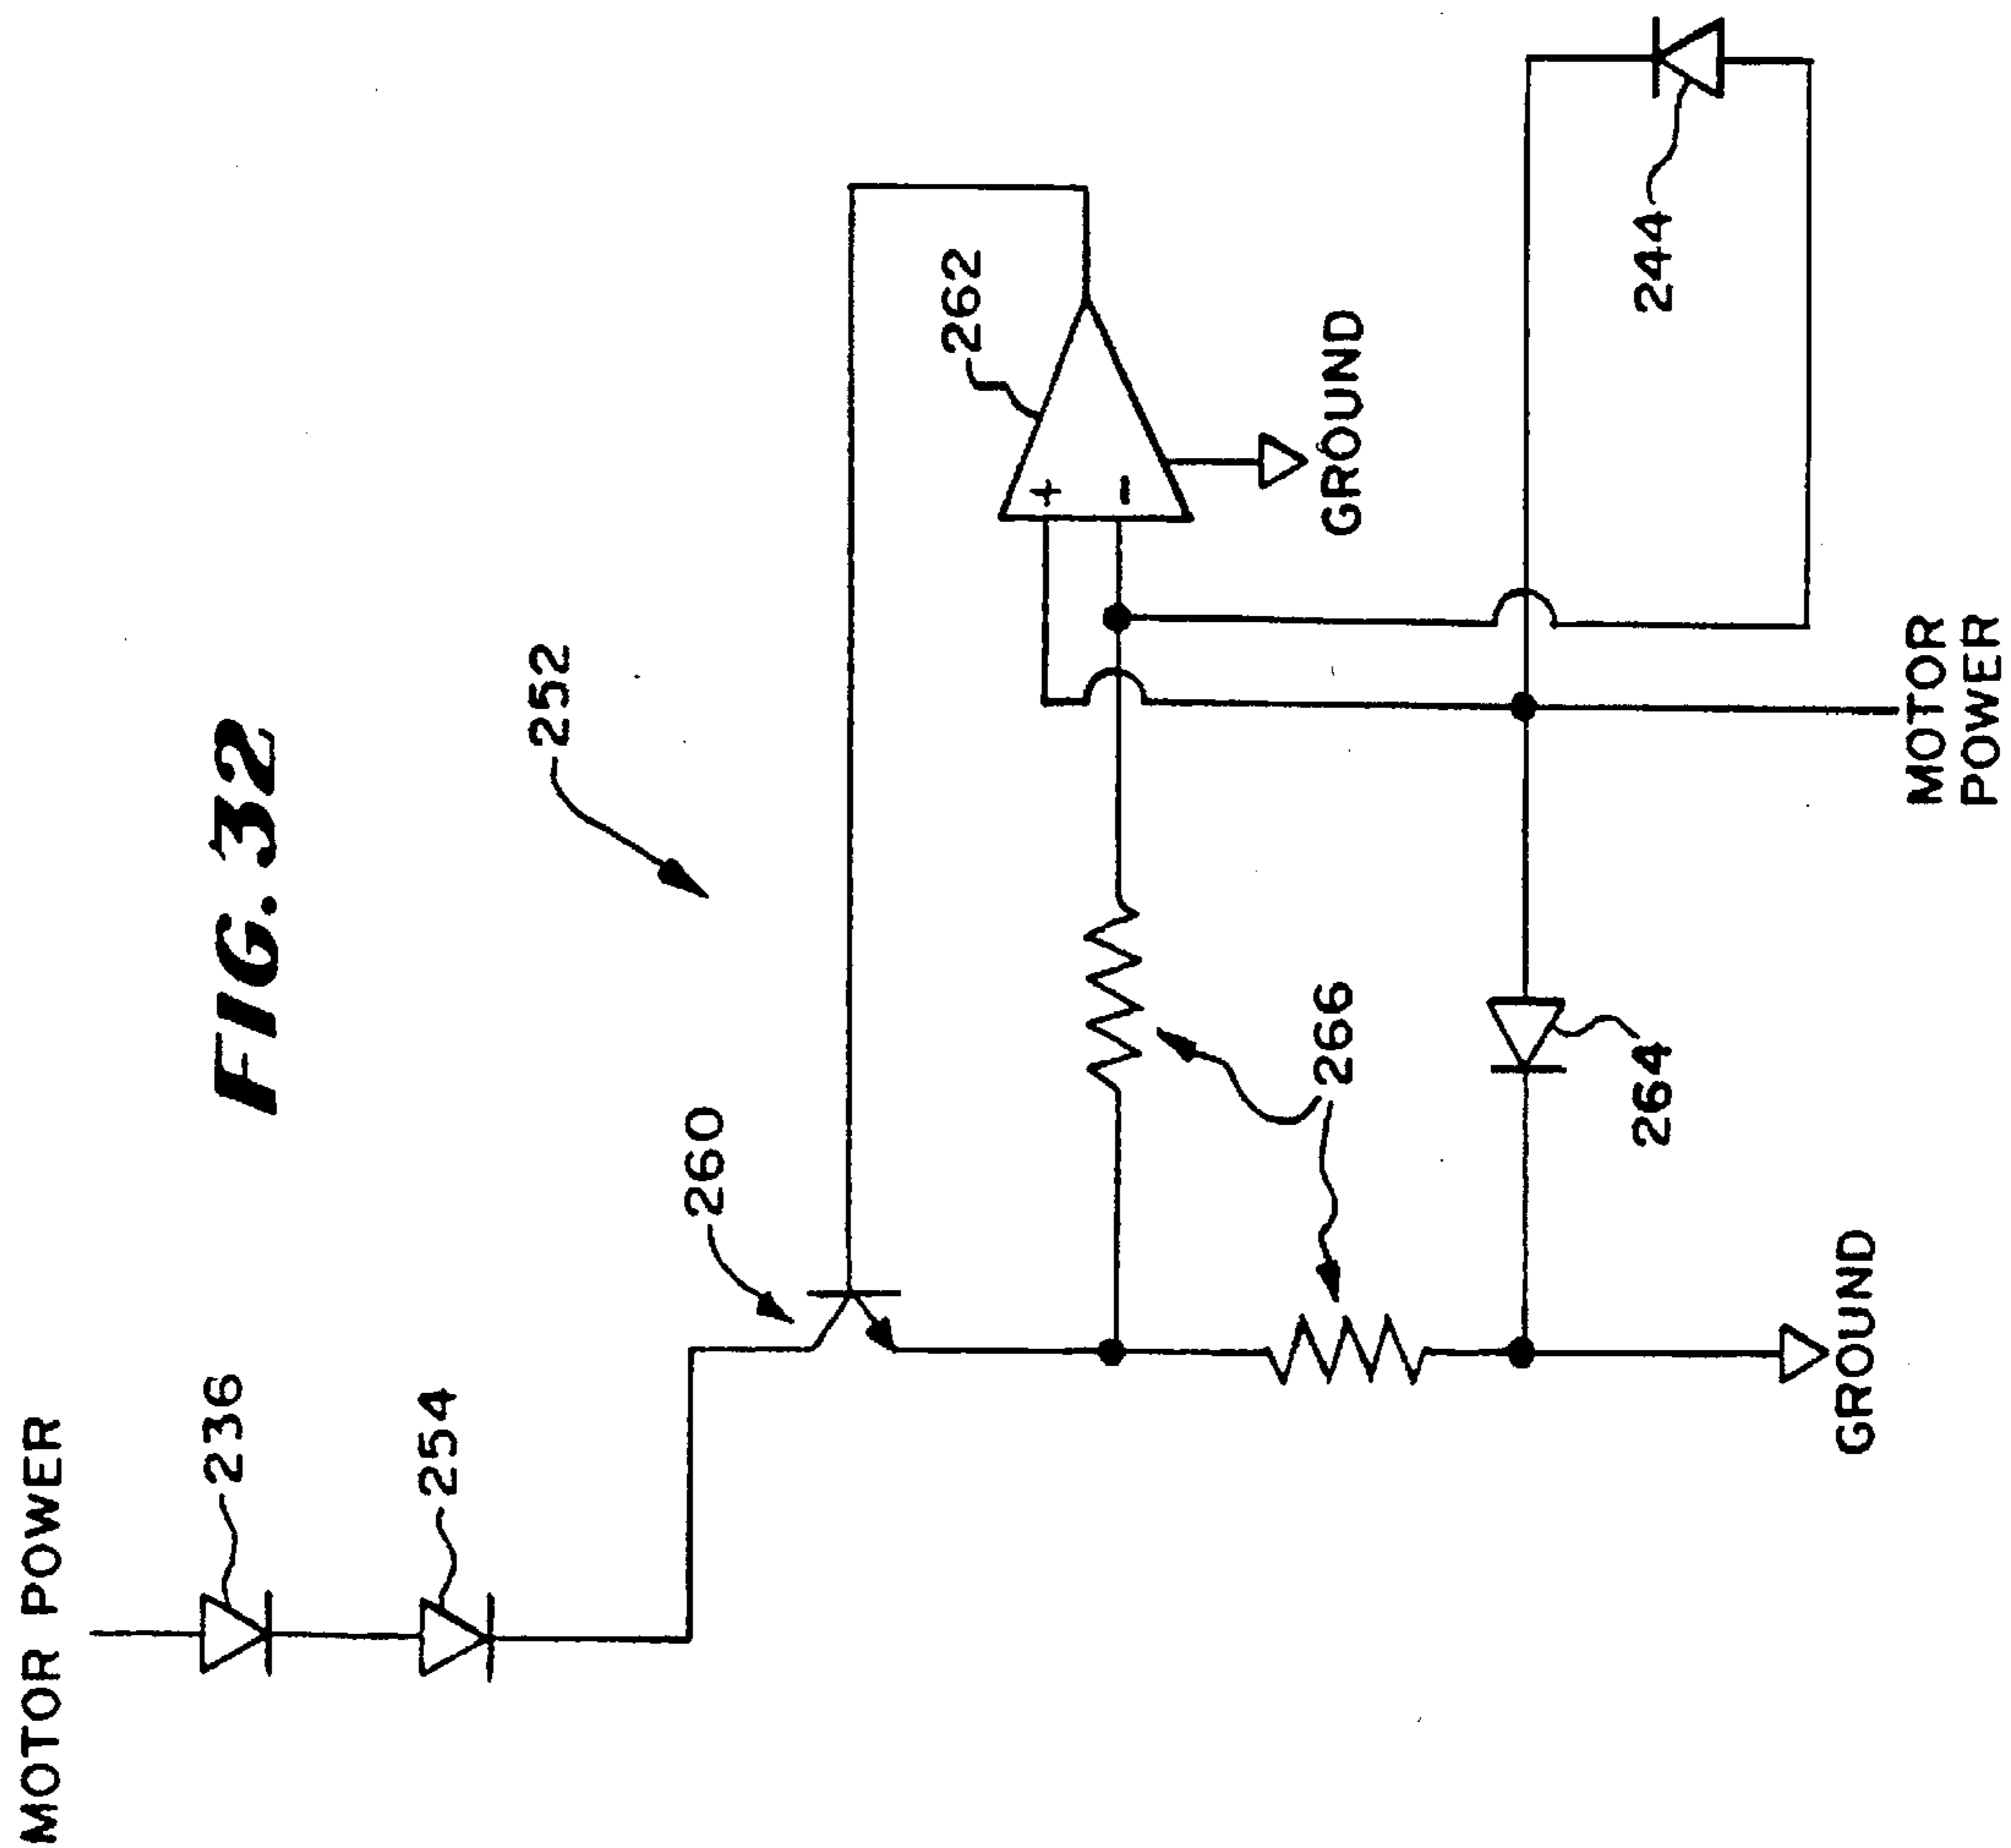 FIG. 32
MOTOR POWER
236
254
260
252
262
GROUND
+
-
266
264
244
GROUND
MOTOR
POWER